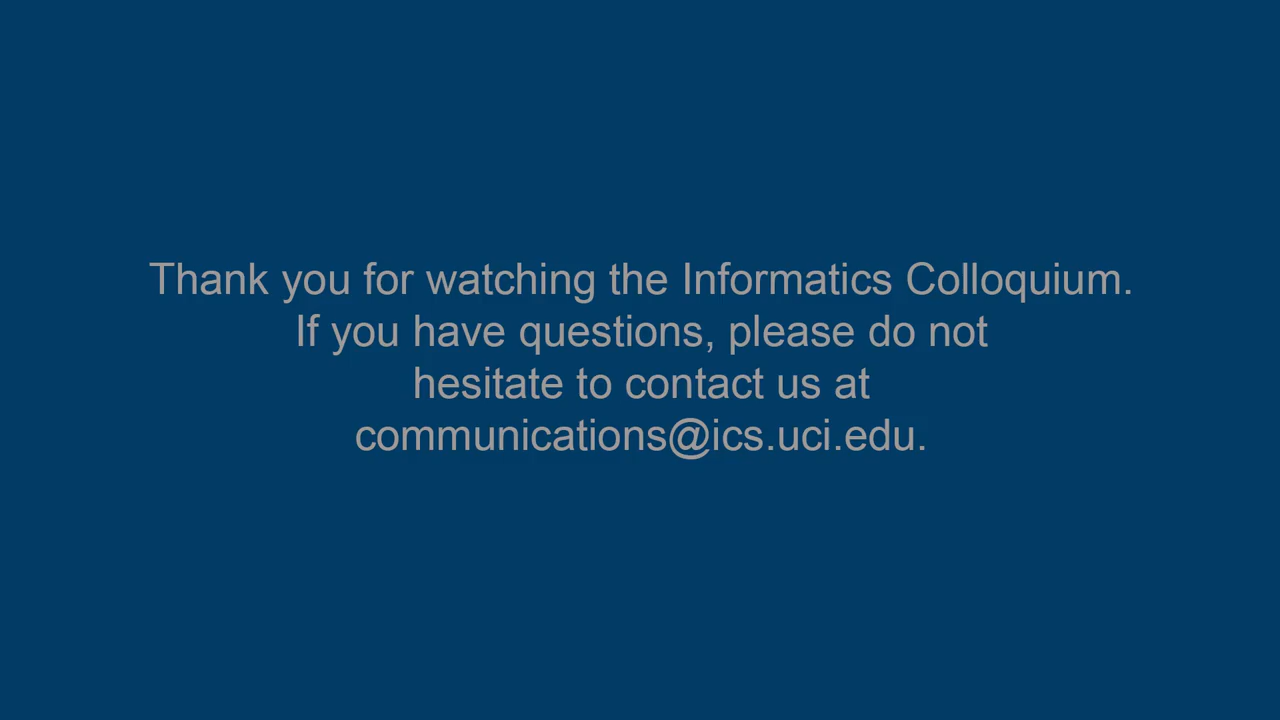 Thank you for watching the Informatics Colloquium.
If you have questions, please do not
hesitate to contact us at
communications@ics.uci.edu.